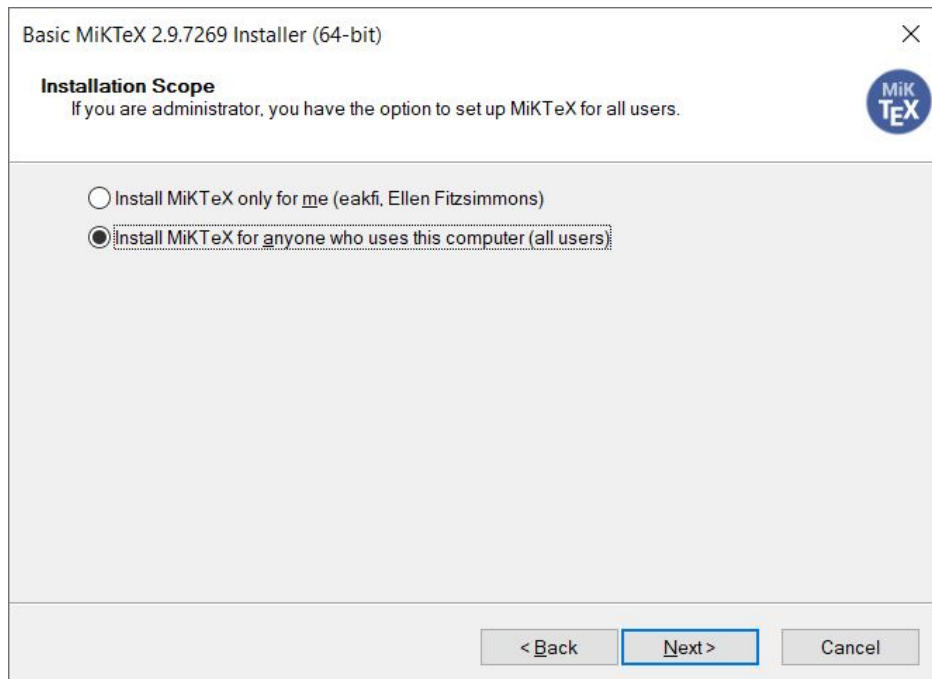 Basic MiKTeX 2.9.7269 Installer (64-bit)
Installation Scope
If you are administrator, you have the option to set up MiKTeX for all users.
MiK
TEX
Install MiKTeX only for me (eakfi, Ellen Fitzsimmons)
Install MiKTeX for anyone who uses this computer (all users)
< Back
Next >
Cancel